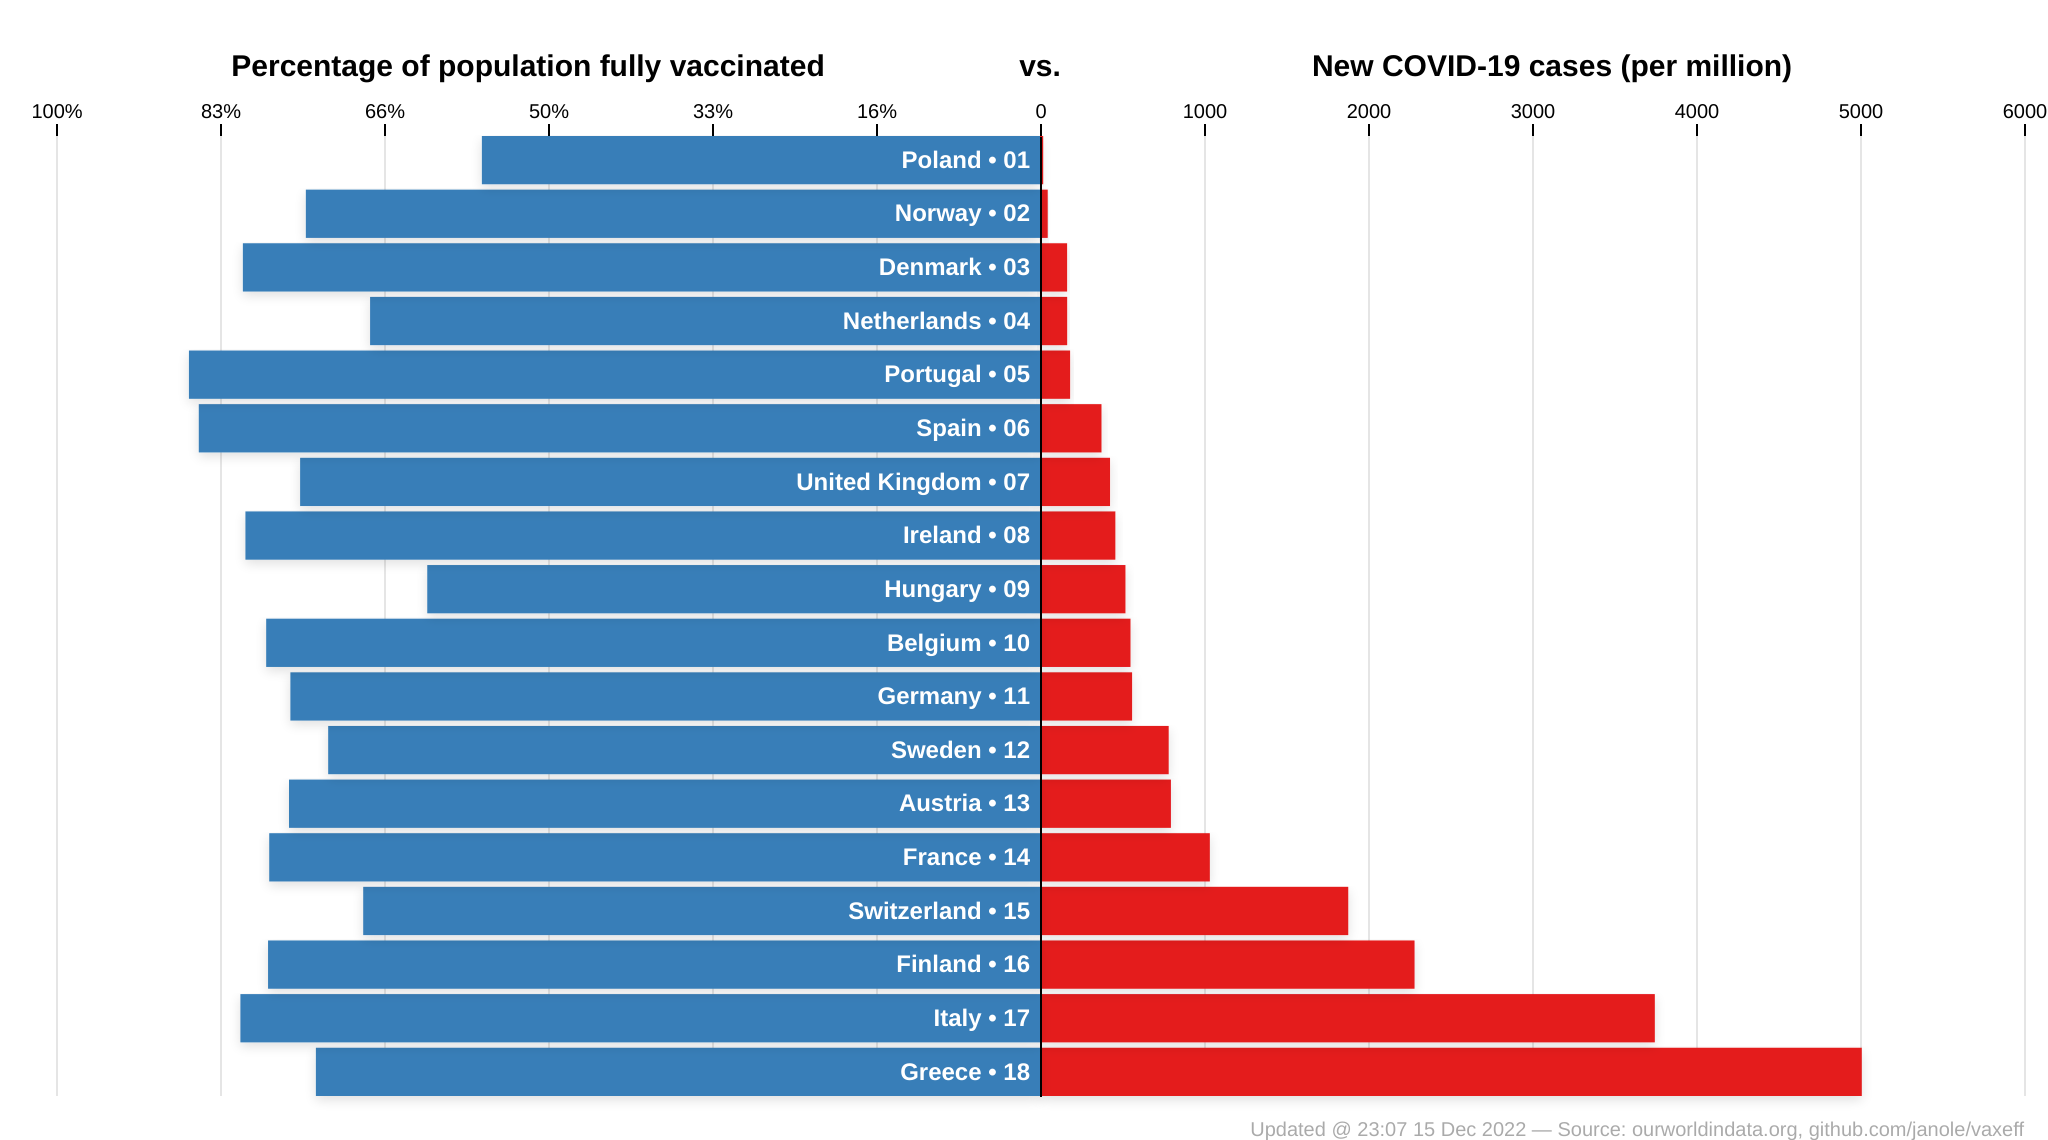 Percentage of population fully vaccinated vs. New COVID-19 cases (per million)
100% 83% 66% 50% 33% 16% 0 1000 2000 3000 4000 5000 6000
Poland • 01
Norway • 02
Denmark • 03
Netherlands • 04
Portugal • 05
Spain • 06
United Kingdom • 07
Ireland • 08
Hungary • 09
Belgium • 10
Germany • 11
Sweden • 12
Austria • 13
France • 14
Switzerland • 15
Finland • 16
Italy • 17
Greece • 18
Updated @ 23:07 15 Dec 2022 — Source: ourworldindata.org, github.com/janole/vaxeff